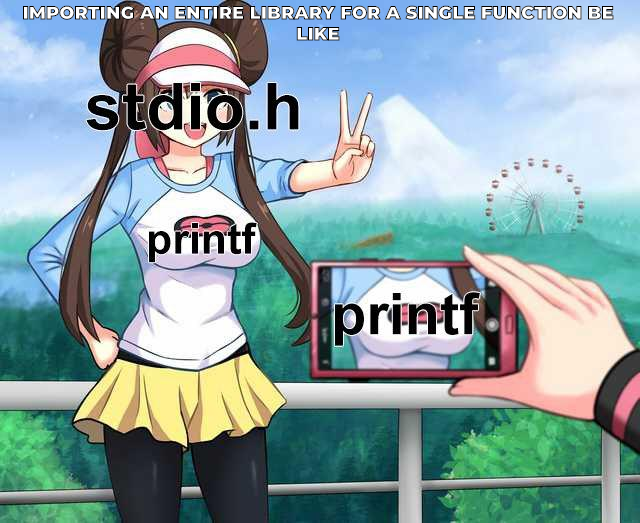 IMPORTING AN ENTIRE LIBRARY FOR A SINGLE FUNCTION BE
LIKE
stdio.h
printf
printf